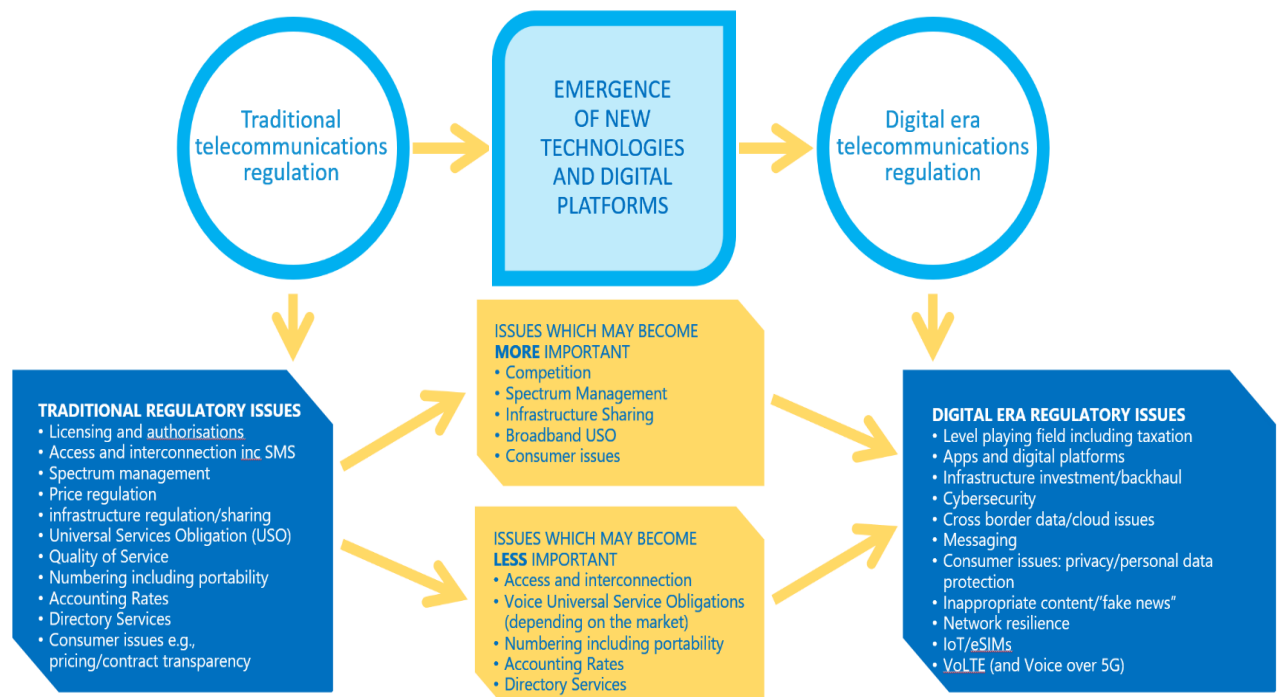 Traditional
telecommunications
regulation
EMERGENCE
OF NEW
TECHNOLOGIES
AND DIGITAL
PLATFORMS
Digital era
telecommunications
regulation
TRADITIONAL REGULATORY ISSUES
• Licensing and authorisations
• Access and interconnection inc SMS
• Spectrum management
• Price regulation
• infrastructure regulation/sharing
• Universal Services Obligation (USO)
• Quality of Service
• Numbering including portability
• Accounting Rates
• Directory Services
• Consumer issues e.g.,
pricing/contract transparency
ISSUES WHICH MAY BECOME
MORE IMPORTANT
• Competition
• Spectrum Management
• Infrastructure Sharing
• Broadband USO
• Consumer issues
ISSUES WHICH MAY BECOME
LESS IMPORTANT
• Access and interconnection
• Voice Universal Service Obligations
(depending on the market)
• Numbering including portability
• Accounting Rates
• Directory Services
DIGITAL ERA REGULATORY ISSUES
• Level playing field including taxation
• Apps and digital platforms
• Infrastructure investment/backhaul
• Cybersecurity
• Cross border data/cloud issues
• Messaging
• Consumer issues: privacy/personal data
protection
• Inappropriate content/"fake news"
• Network resilience
• IoT/eSIMs
• VoLTE (and Voice over 5G)